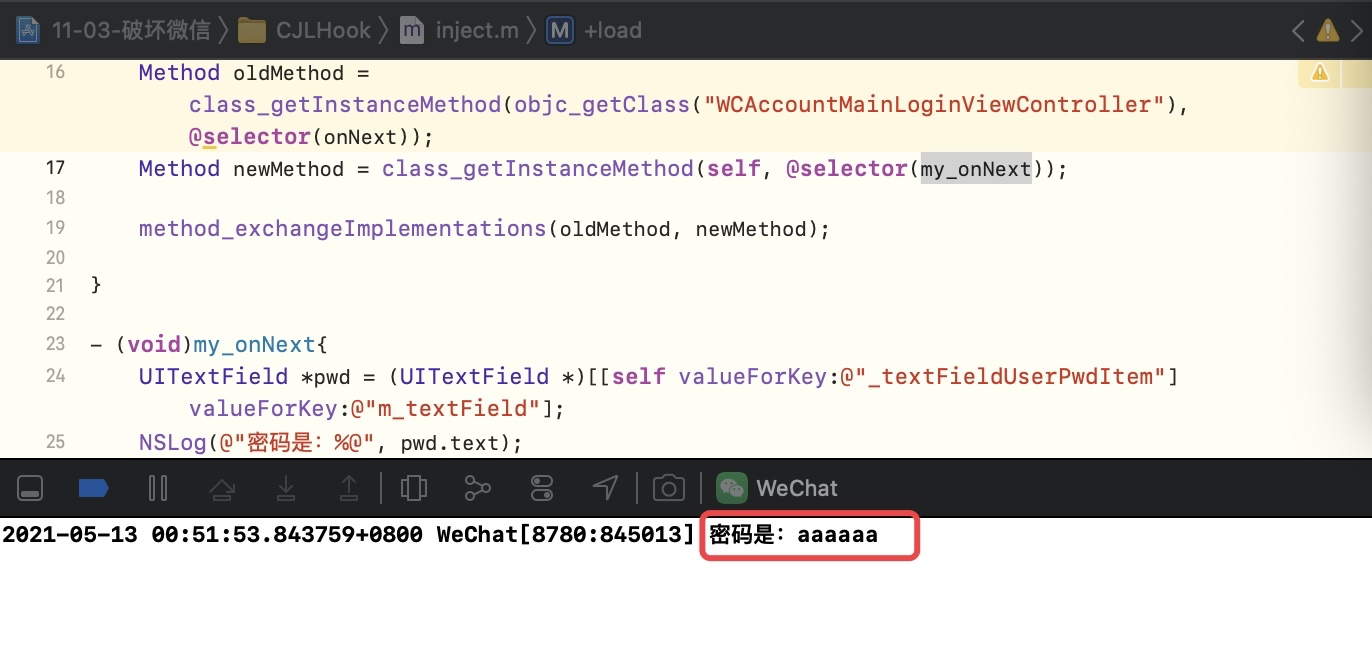 11-03-破坏微信 CJLHook inject.m M +load
16 Method oldMethod =
class_getInstanceMethod(objc_getClass("WCAccountMainLoginViewController"),
@selector(onNext));
17 Method newMethod = class_getInstanceMethod(self, @selector(my_onNext));
18
19 method_exchangeImplementations(oldMethod, newMethod);
20
21 }
22
23 - (void)my_onNext{
24 UITextField *pwd = (UITextField *)[[self valueForKey:@"_textFieldUserPwdItem"]
valueForKey:@"m_textField"];
25 NSLog(@"密码是：%@", pwd.text);
WeChat
2021-05-13 00:51:53.843759+0800 WeChat[8780:845013] 密码是：aaaaaa